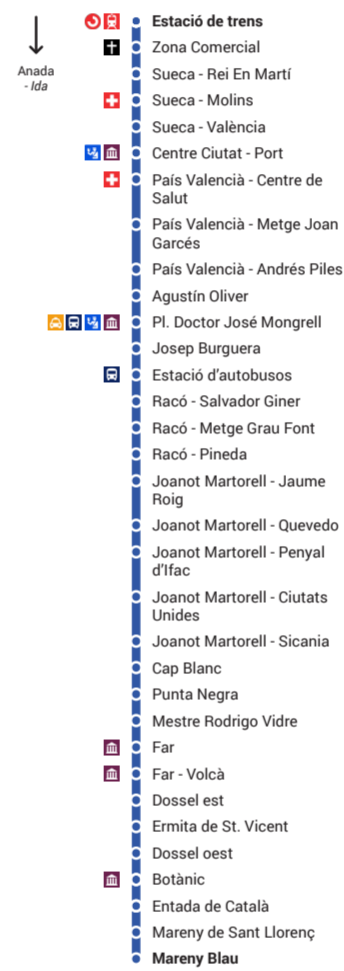 Estació de trens
Anada
- Ida
Zona Comercial
Sueca - Rei En Martí
Sueca - Molins
Sueca - València
Centre Ciutat - Port
País Valencià - Centre de
Salut
País Valencià - Metge Joan
Garcés
País Valencià - Andrés Piles
Agustín Oliver
Pl. Doctor José Mongrell
Josep Burguera
Estació d'autobusos
Racó - Salvador Giner
Racó - Metge Grau Font
Racó - Pineda
Joanot Martorell - Jaume
Roig
Joanot Martorell - Quevedo
Joanot Martorell - Penyal
d'Ifac
Joanot Martorell - Ciutats
Unides
Joanot Martorell - Sicania
Cap Blanc
Punta Negra
Mestre Rodrigo Vidre
Far
Far - Volcà
Dossel est
Ermita de St. Vicent
Dossel oest
Botànic
Entada de Català
Mareny de Sant Llorenç
Mareny Blau